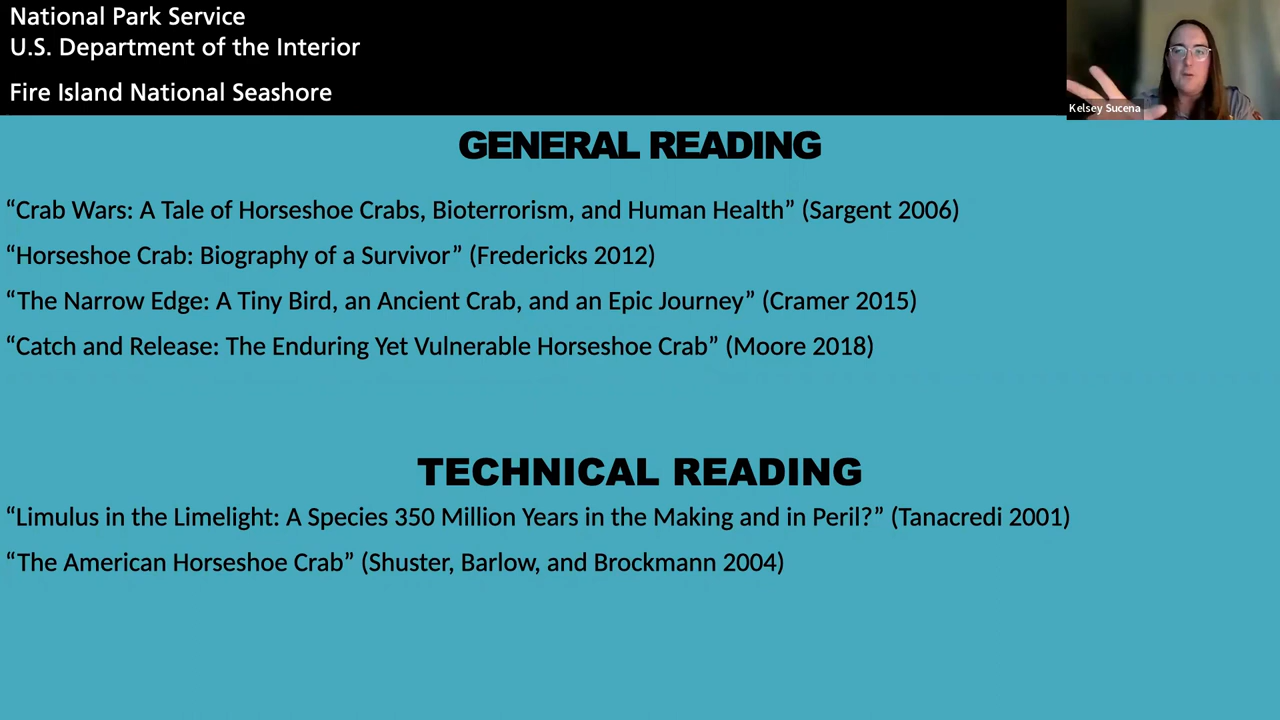 National Park Service
U.S. Department of the Interior
Fire Island National Seashore
Kelsey Sucena
GENERAL READING
“Crab Wars: A Tale of Horseshoe Crabs, Bioterrorism, and Human Health” (Sargent 2006)
“Horseshoe Crab: Biography of a Survivor” (Fredericks 2012)
“The Narrow Edge: A Tiny Bird, an Ancient Crab, and an Epic Journey” (Cramer 2015)
“Catch and Release: The Enduring Yet Vulnerable Horseshoe Crab” (Moore 2018)
TECHNICAL READING
“Limulus in the Limelight: A Species 350 Million Years in the Making and in Peril?” (Tanacredi 2001)
“The American Horseshoe Crab” (Shuster, Barlow, and Brockmann 2004)